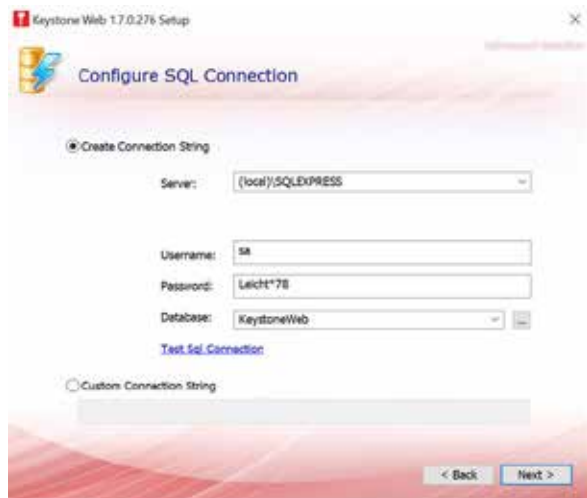 Keystone Web 1.7.0.276 Setup
Configure SQL Connection
Create Connection String
Server: (local)\SQLEXPRESS
Username: sa
Password: Leicht*78
Database: KeystoneWeb ...
Test Sql Connection
Custom Connection String
< Back Next >